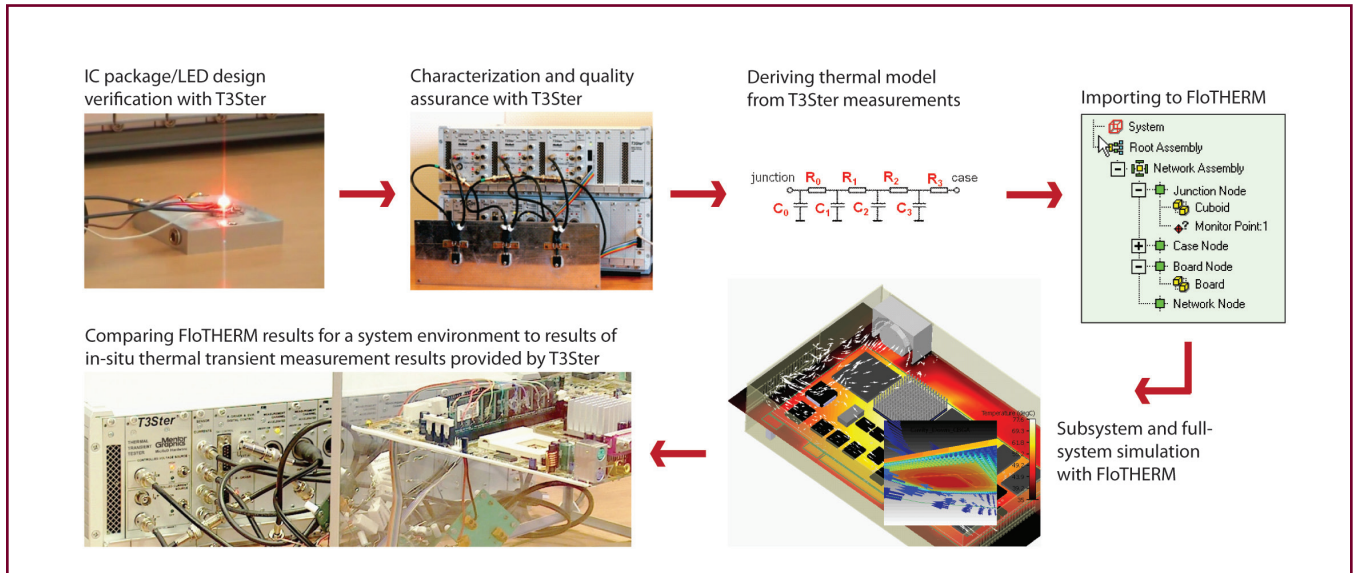 IC package/LED design
verification with T3Ster
Characterization and quality
assurance with T3Ster
Deriving thermal model
from T3Ster measurements
junction
R0
R1
R2
R3
case
C0
C1
C2
C3
Importing to FloTHERM
System
Root Assembly
Network Assembly
Junction Node
Cuboid
Monitor Point:1
Case Node
Board Node
Board
Network Node
Subsystem and full-
system simulation
with FloTHERM
Temperature (degC)
69.3
Comparing FloTHERM results for a system environment to results of
in-situ thermal transient measurement results provided by T3Ster
T3Ster
THERMAL
TRANSIENT
TESTER
Mentor
Graphics